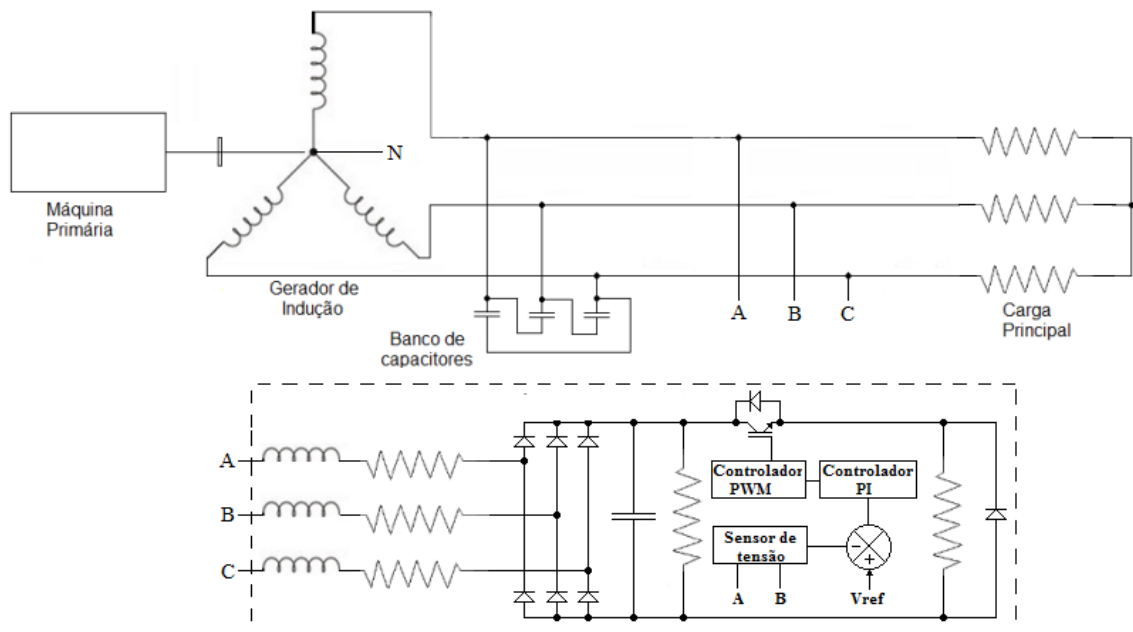 N
Máquina
Primária
Gerador de
Indução
Banco de
capacitores
A B C
Carga
Principal
A
B
C
Controlador
PWM
Controlador
PI
Sensor de
tensão
−
+
A B
Vref